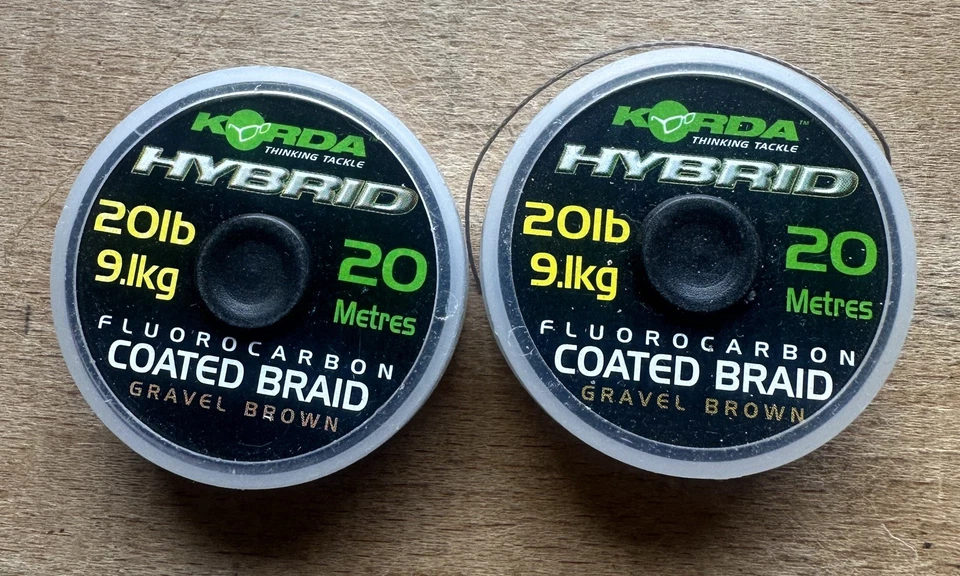 KORDA
THINKING TACKLE
HYBRID
20lb
9.1kg
20
Metres
FLUOROCARBON
COATED BRAID
GRAVEL BROWN
KORDA™
THINKING TACKLE
HYBRID
20lb
9.1kg
20
Metres
FLUOROCARBON
COATED BRAID
GRAVEL BROWN